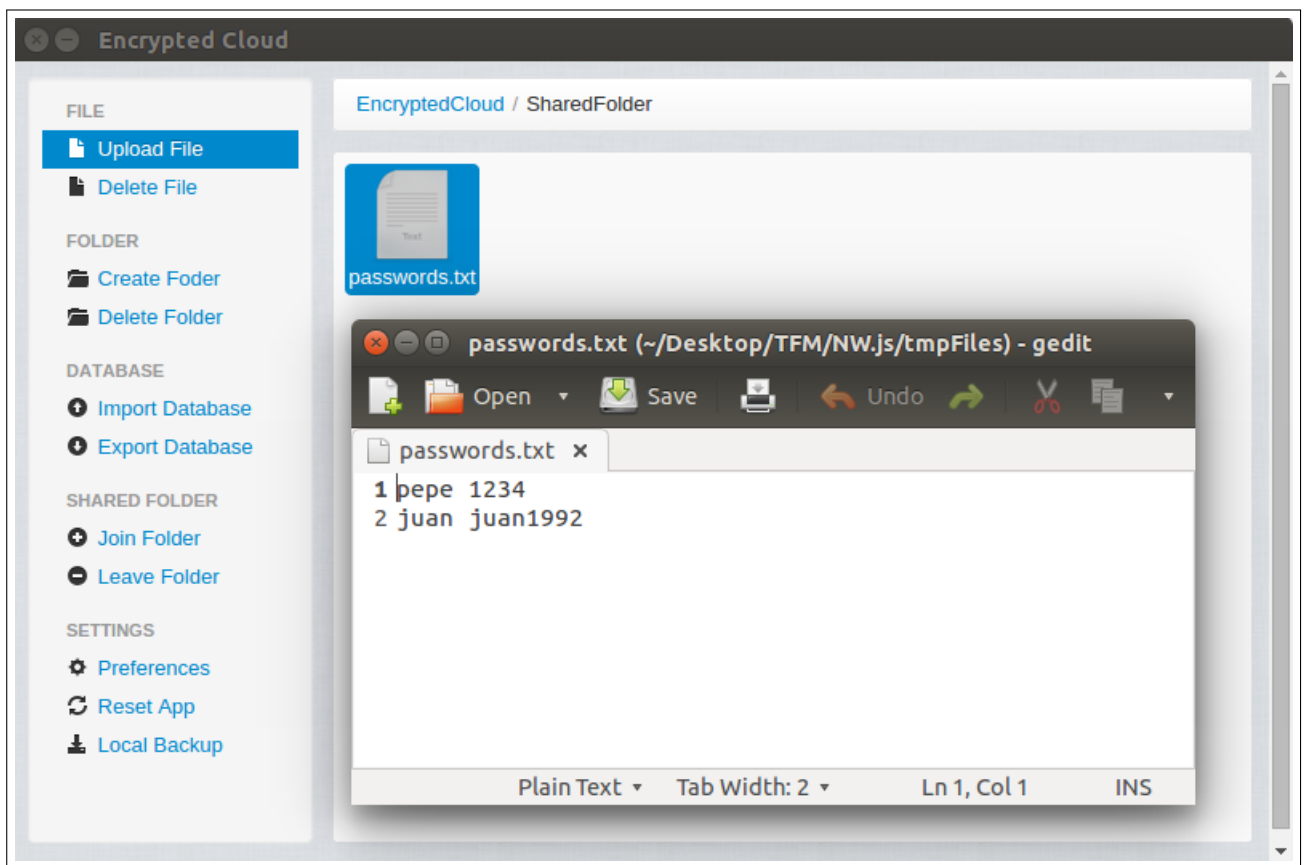 Encrypted Cloud
FILE
Upload File
Delete File
FOLDER
Create Foder
Delete Folder
DATABASE
Import Database
Export Database
SHARED FOLDER
Join Folder
Leave Folder
SETTINGS
Preferences
Reset App
Local Backup
EncryptedCloud / SharedFolder
Text
passwords.txt
passwords.txt (~/Desktop/TFM/NW.js/tmpFiles) - gedit
Open Save Undo
passwords.txt ×
1 pepe 1234
2 juan juan1992
Plain Text Tab Width: 2 Ln 1, Col 1 INS